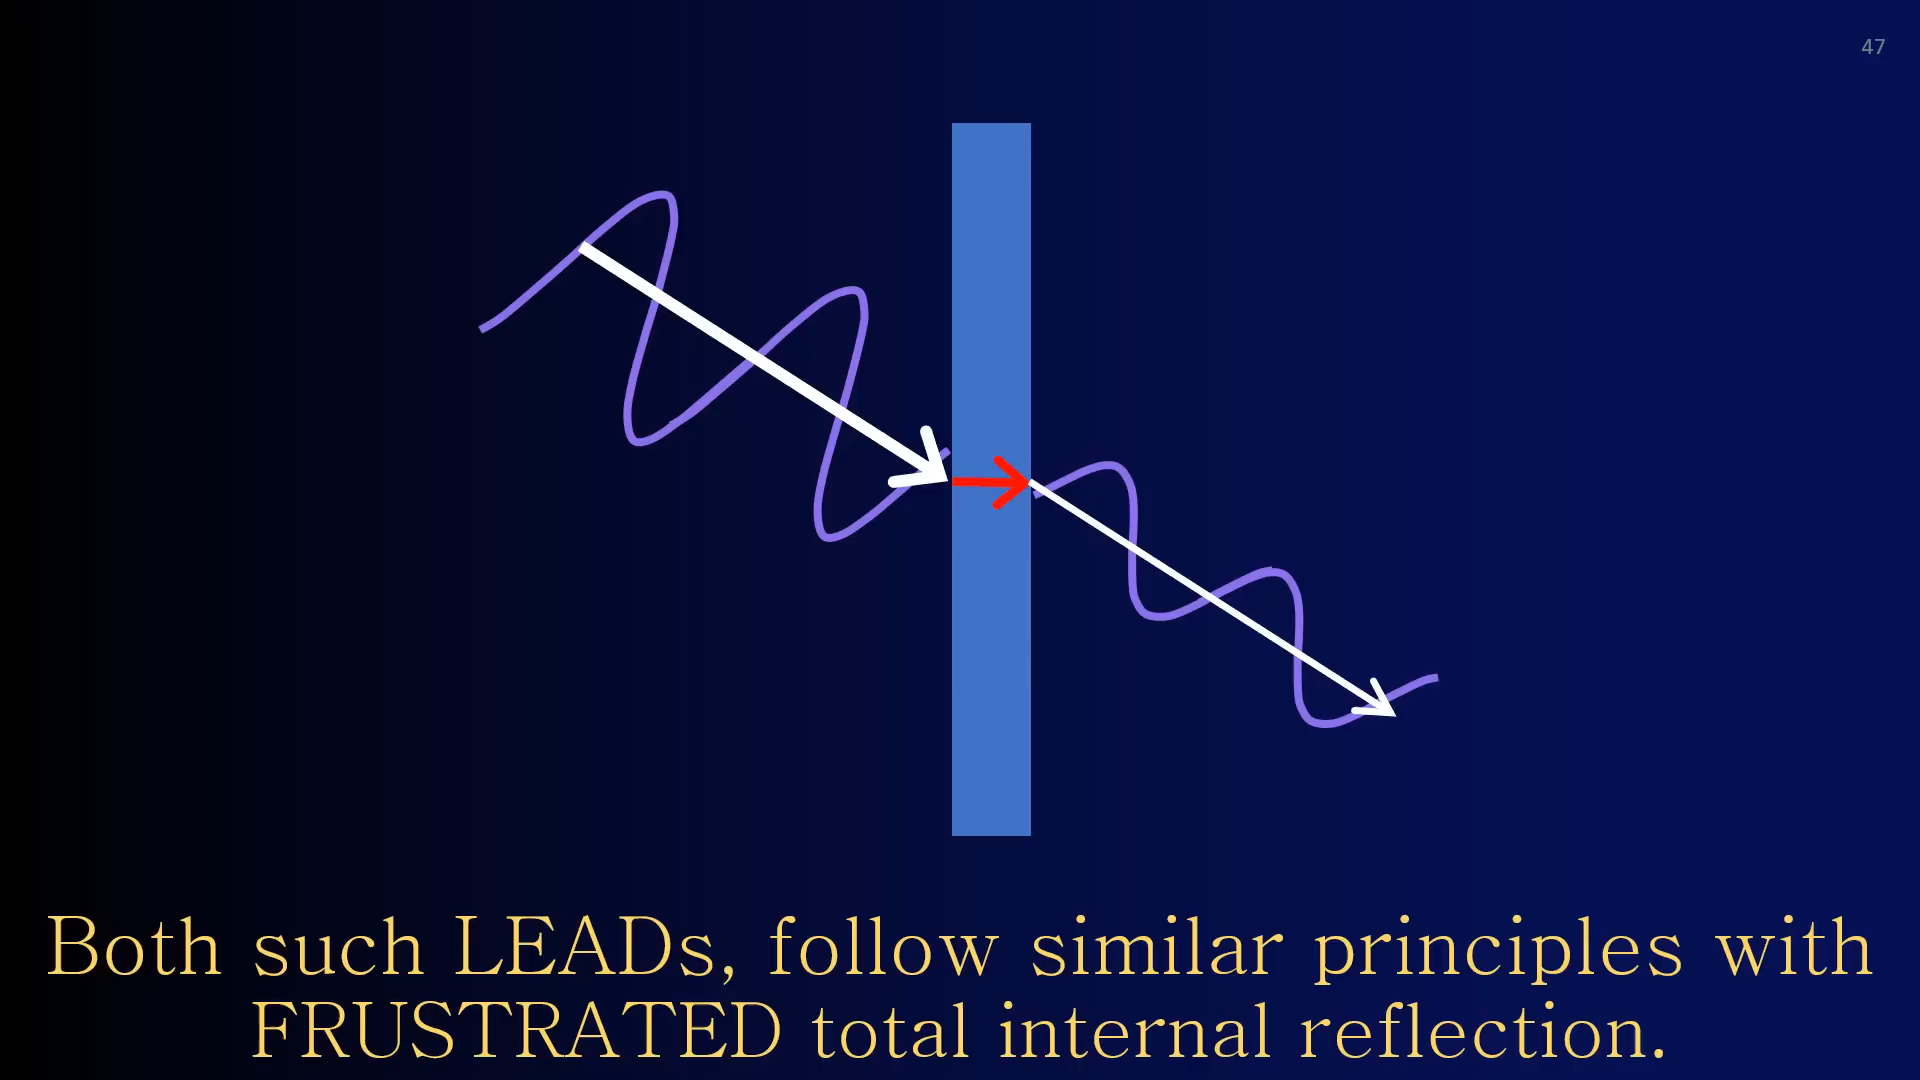 47
Both such LEADs, follow similar principles with
FRUSTRATED total internal reflection.